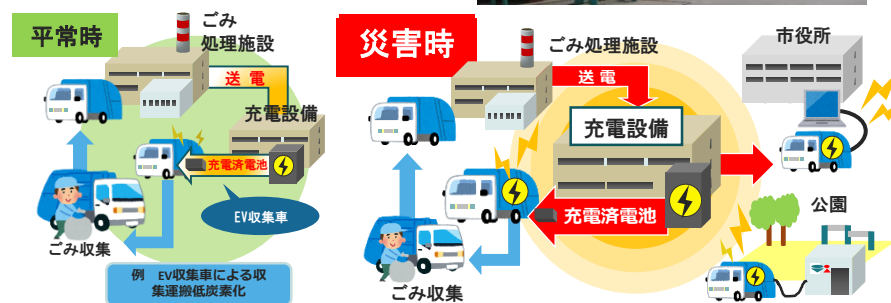 平常時
ごみ
処理施設
送 電
充電設備
充電済電池
EV収集車
ごみ収集
例　EV収集車による収
集運搬低炭素化
災害時
ごみ処理施設
送 電
充電設備
充電済電池
ごみ収集
市役所
公園